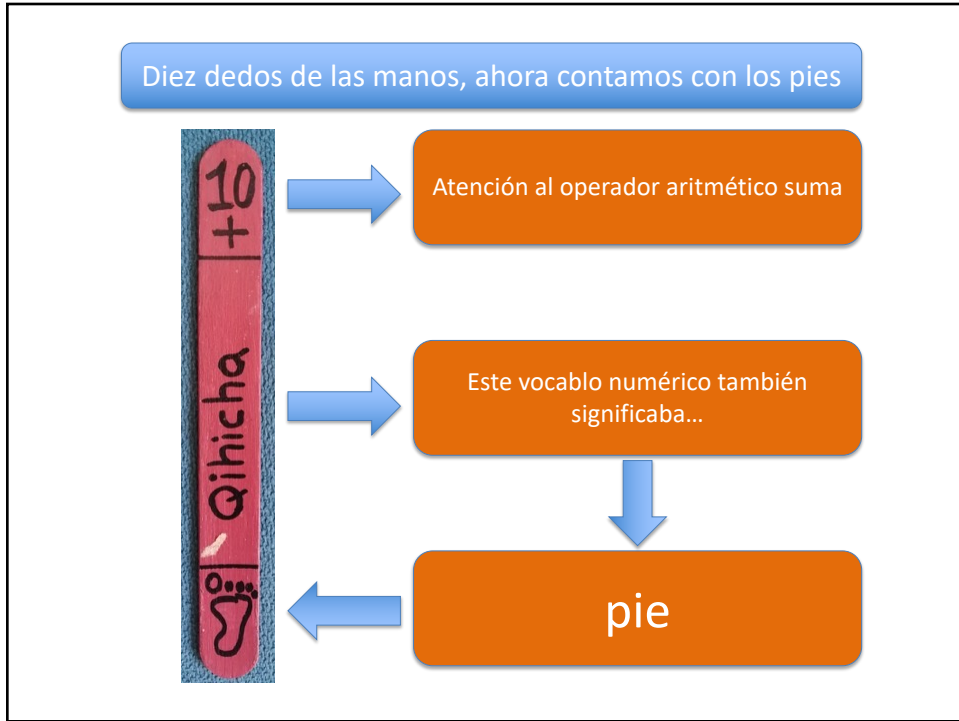 Diez dedos de las manos, ahora contamos con los pies
10
+
Qihicha
Atención al operador aritmético suma
Este vocablo numérico también
significaba...
pie